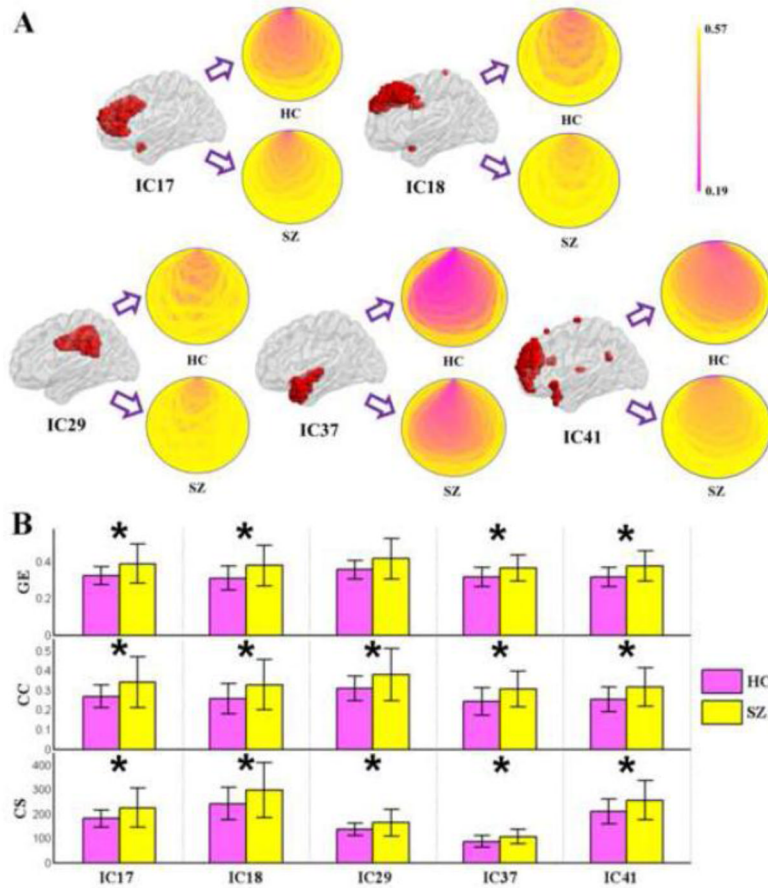 A
HC
0.57
HC
IC17
IC18
SZ
SZ
0.19
HC
HC
HC
IC29
IC37
IC41
SZ
SZ
SZ
B
* * * *
GE
0.4
0.2
0
* * * * *
CC
0.5
0.4
0.3
0.2
0.1
0
HC
SZ
* * * * *
CS
400
300
200
100
0
IC17 IC18 IC29 IC37 IC41